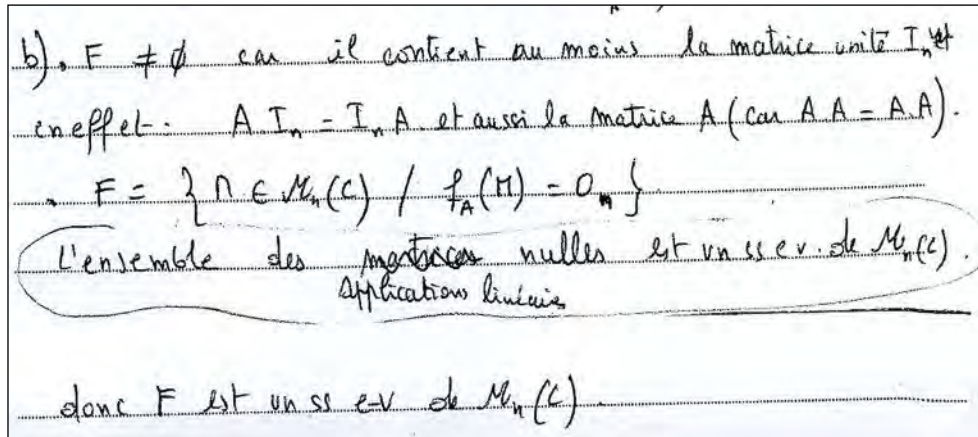 b). F ≠ ∅ car il contient au moins la matrice unité Iₙ et
en effet : A Iₙ = Iₙ A et aussi la matrice A (car A.A = A.A).
. F = { M ∈ Mₙ(C) / f_A(M) = 0ₙ }
L'ensemble des nulles est un ss e.v. de Mₙ(C).
applications linéaires
donc F est un ss e-v de Mₙ(C).